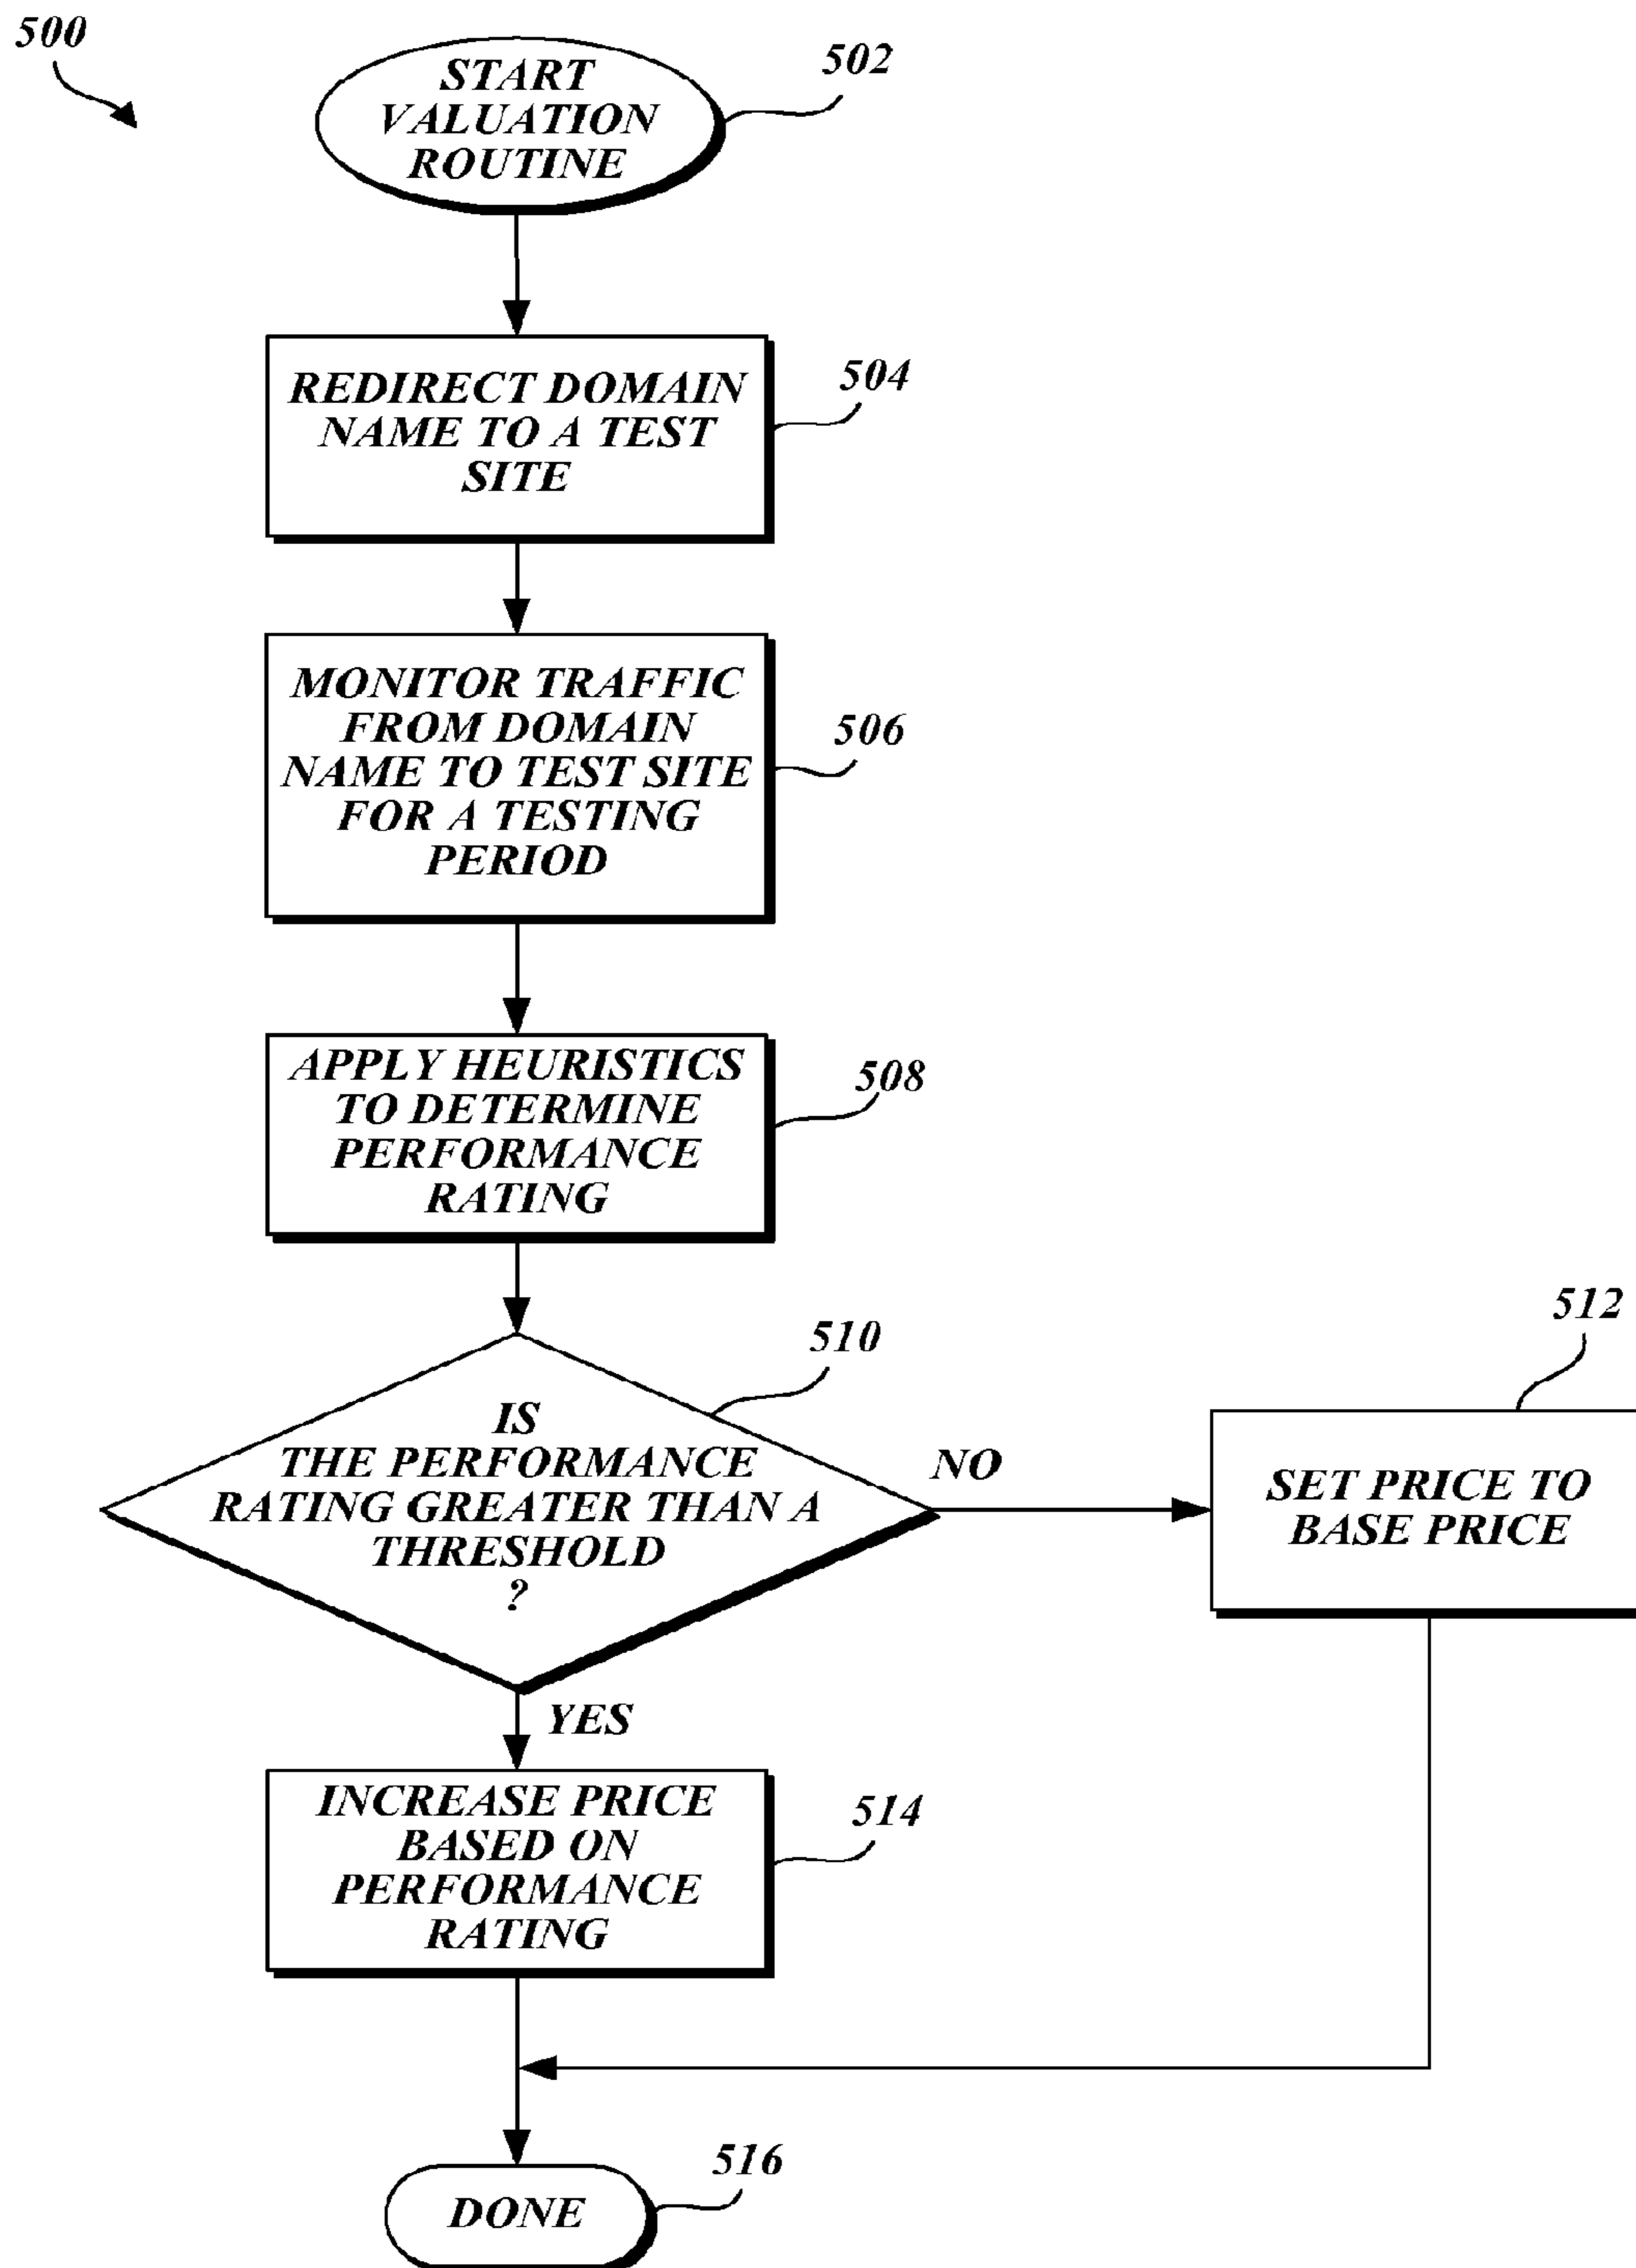 500
START
VALUATION
ROUTINE
502
REDIRECT DOMAIN
NAME TO A TEST
SITE
504
MONITOR TRAFFIC
FROM DOMAIN
NAME TO TEST SITE
FOR A TESTING
PERIOD
506
APPLY HEURISTICS
TO DETERMINE
PERFORMANCE
RATING
508
IS
THE PERFORMANCE
RATING GREATER THAN A
THRESHOLD
?
510
NO
SET PRICE TO
BASE PRICE
512
YES
INCREASE PRICE
BASED ON
PERFORMANCE
RATING
514
DONE
516